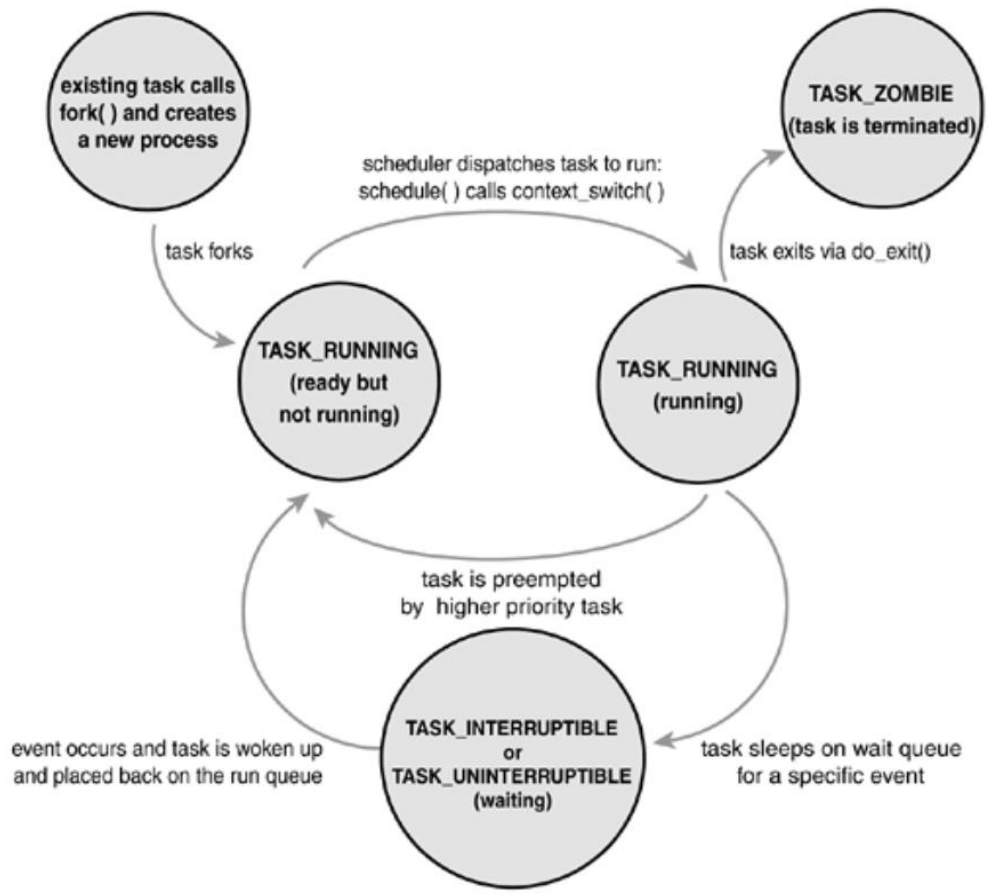 existing task calls
fork( ) and creates
a new process
TASK_ZOMBIE
(task is terminated)
scheduler dispatches task to run:
schedule( ) calls context_switch( )
task forks
task exits via do_exit()
TASK_RUNNING
(ready but
not running)
TASK_RUNNING
(running)
task is preempted
by higher priority task
TASK_INTERRUPTIBLE
or
TASK_UNINTERRUPTIBLE
(waiting)
event occurs and task is woken up
and placed back on the run queue
task sleeps on wait queue
for a specific event